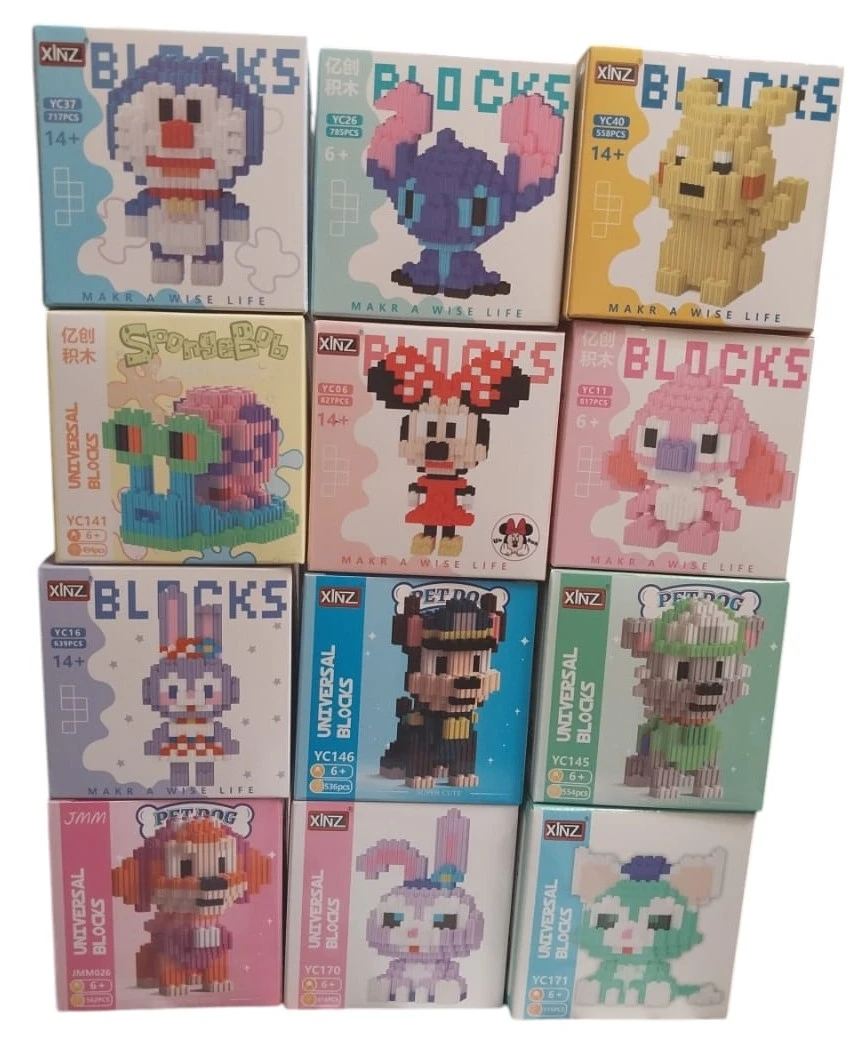 XINZ
BLOCKS
YC37
717PCS
14+
MAKR A WISE LIFE
亿创
积木
BLOCKS
YC26
785PCS
6+
MAKR A WISE LIFE
XINZ
BLOCKS
YC40
558PCS
14+
MAKR A WISE LIFE
亿创
积木
SpongeBob
UNIVERSAL
BLOCKS
YC141
6+
XINZ
BLOCKS
YC06
827PCS
14+
MAKR A WISE LIFE
亿创
积木
BLOCKS
YC11
817PCS
6+
MAKR A WISE LIFE
XINZ
BLOCKS
YC16
639PCS
14+
MAKR A WISE LIFE
XINZ
PET DOG
UNIVERSAL
BLOCKS
YC146
6+
536pcs
SUPER CUTE
XINZ
PET DOG
UNIVERSAL
BLOCKS
YC145
6+
554pcs
JMM
PET DOG
UNIVERSAL
BLOCKS
JMM026
6+
XINZ
UNIVERSAL
BLOCKS
YC170
6+
XINZ
UNIVERSAL
BLOCKS
YC171
6+